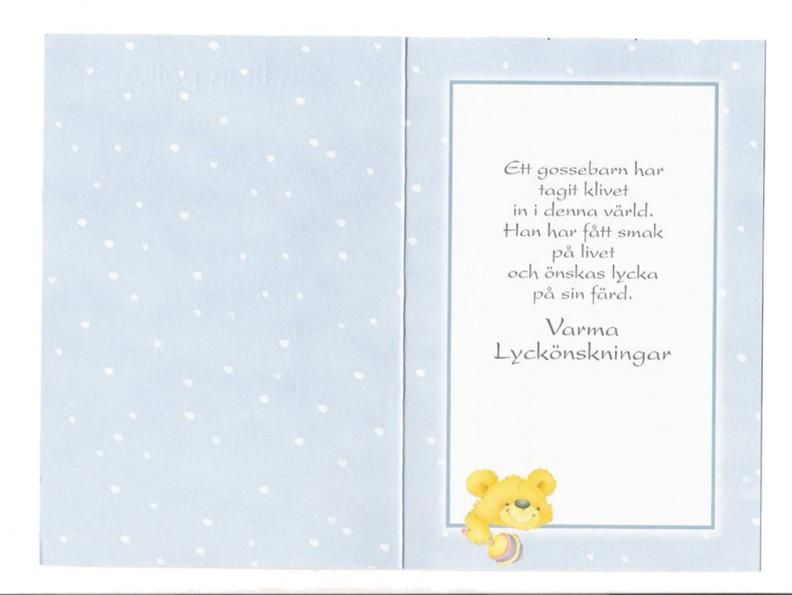 Ett gossebarn har
tagit klivet
in i denna värld.
Han har fått smak
på livet
och önskas lycka
på sin färd.
Varma
Lyckönskningar